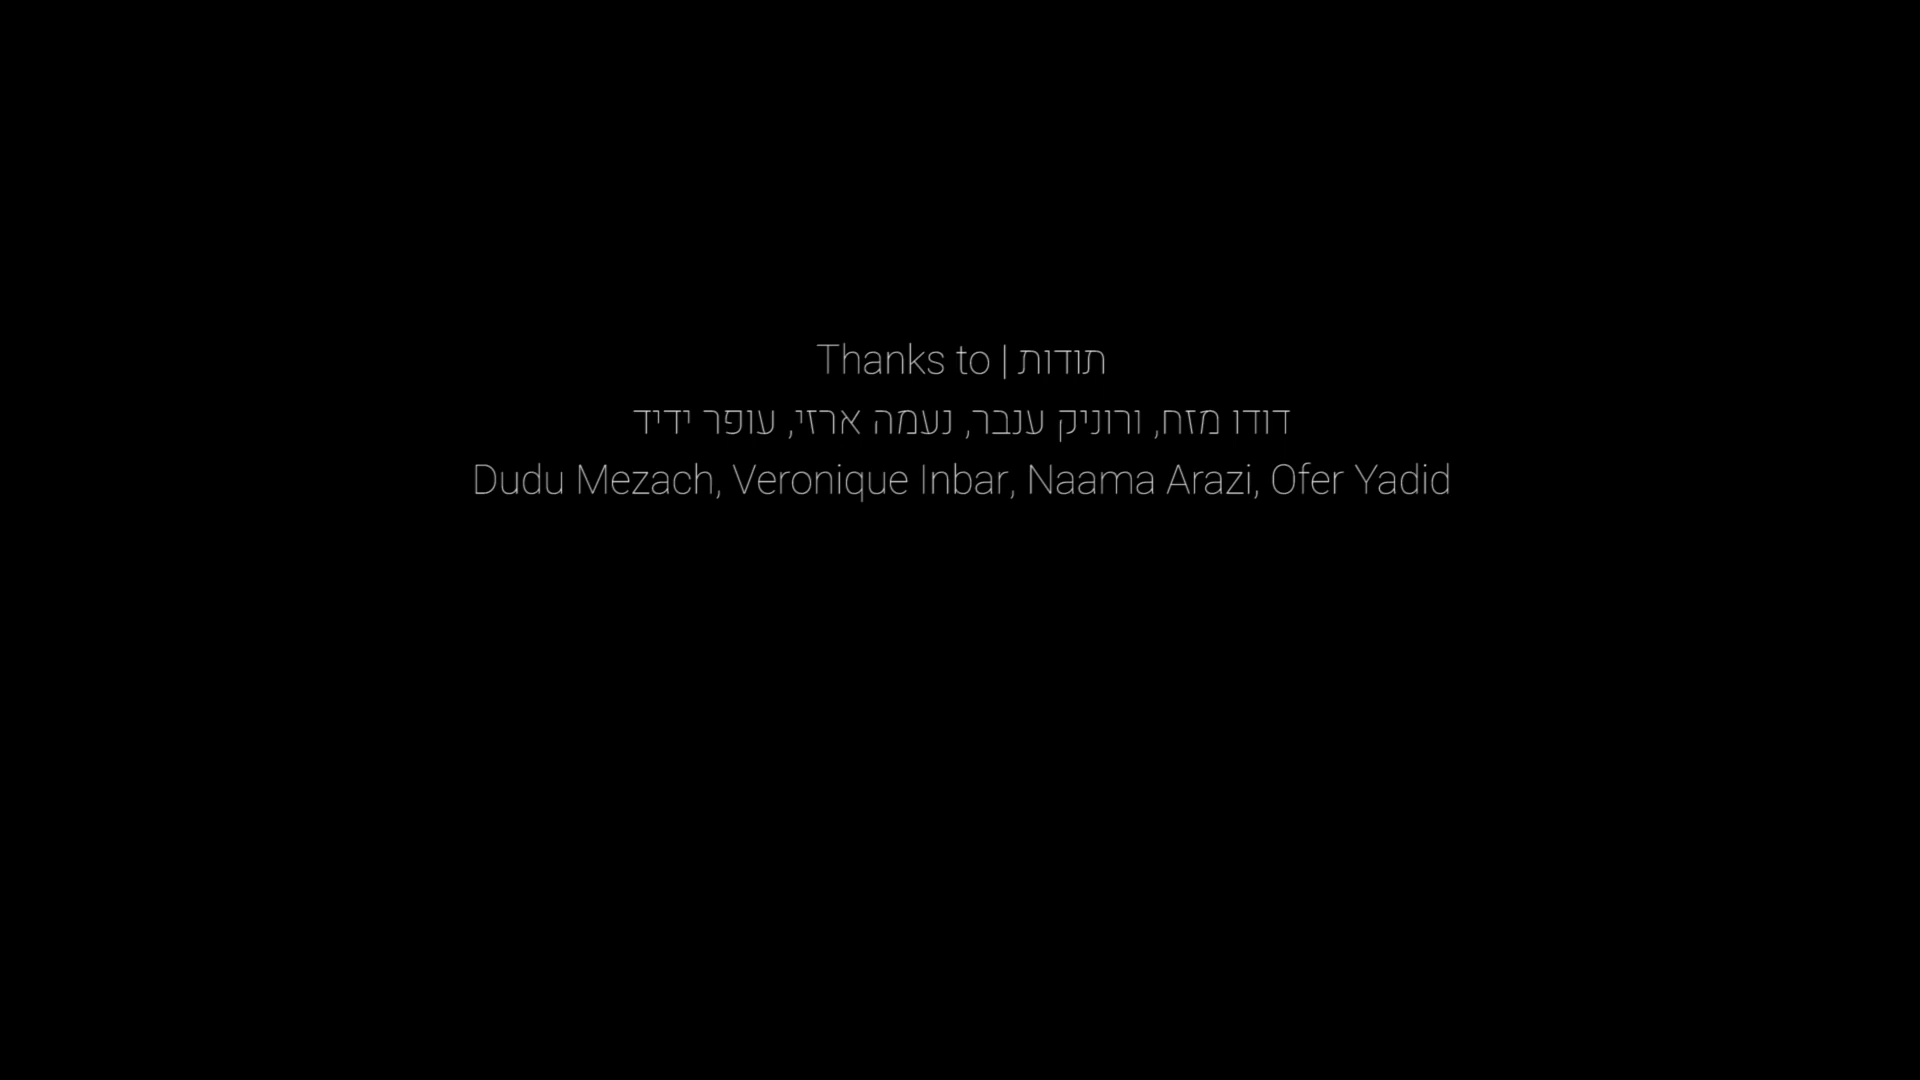 Thanks to | תודות
דודו מזח, ורוניק ענבר, נעמה ארזי, עופר ידיד
Dudu Mezach, Veronique Inbar, Naama Arazi, Ofer Yadid